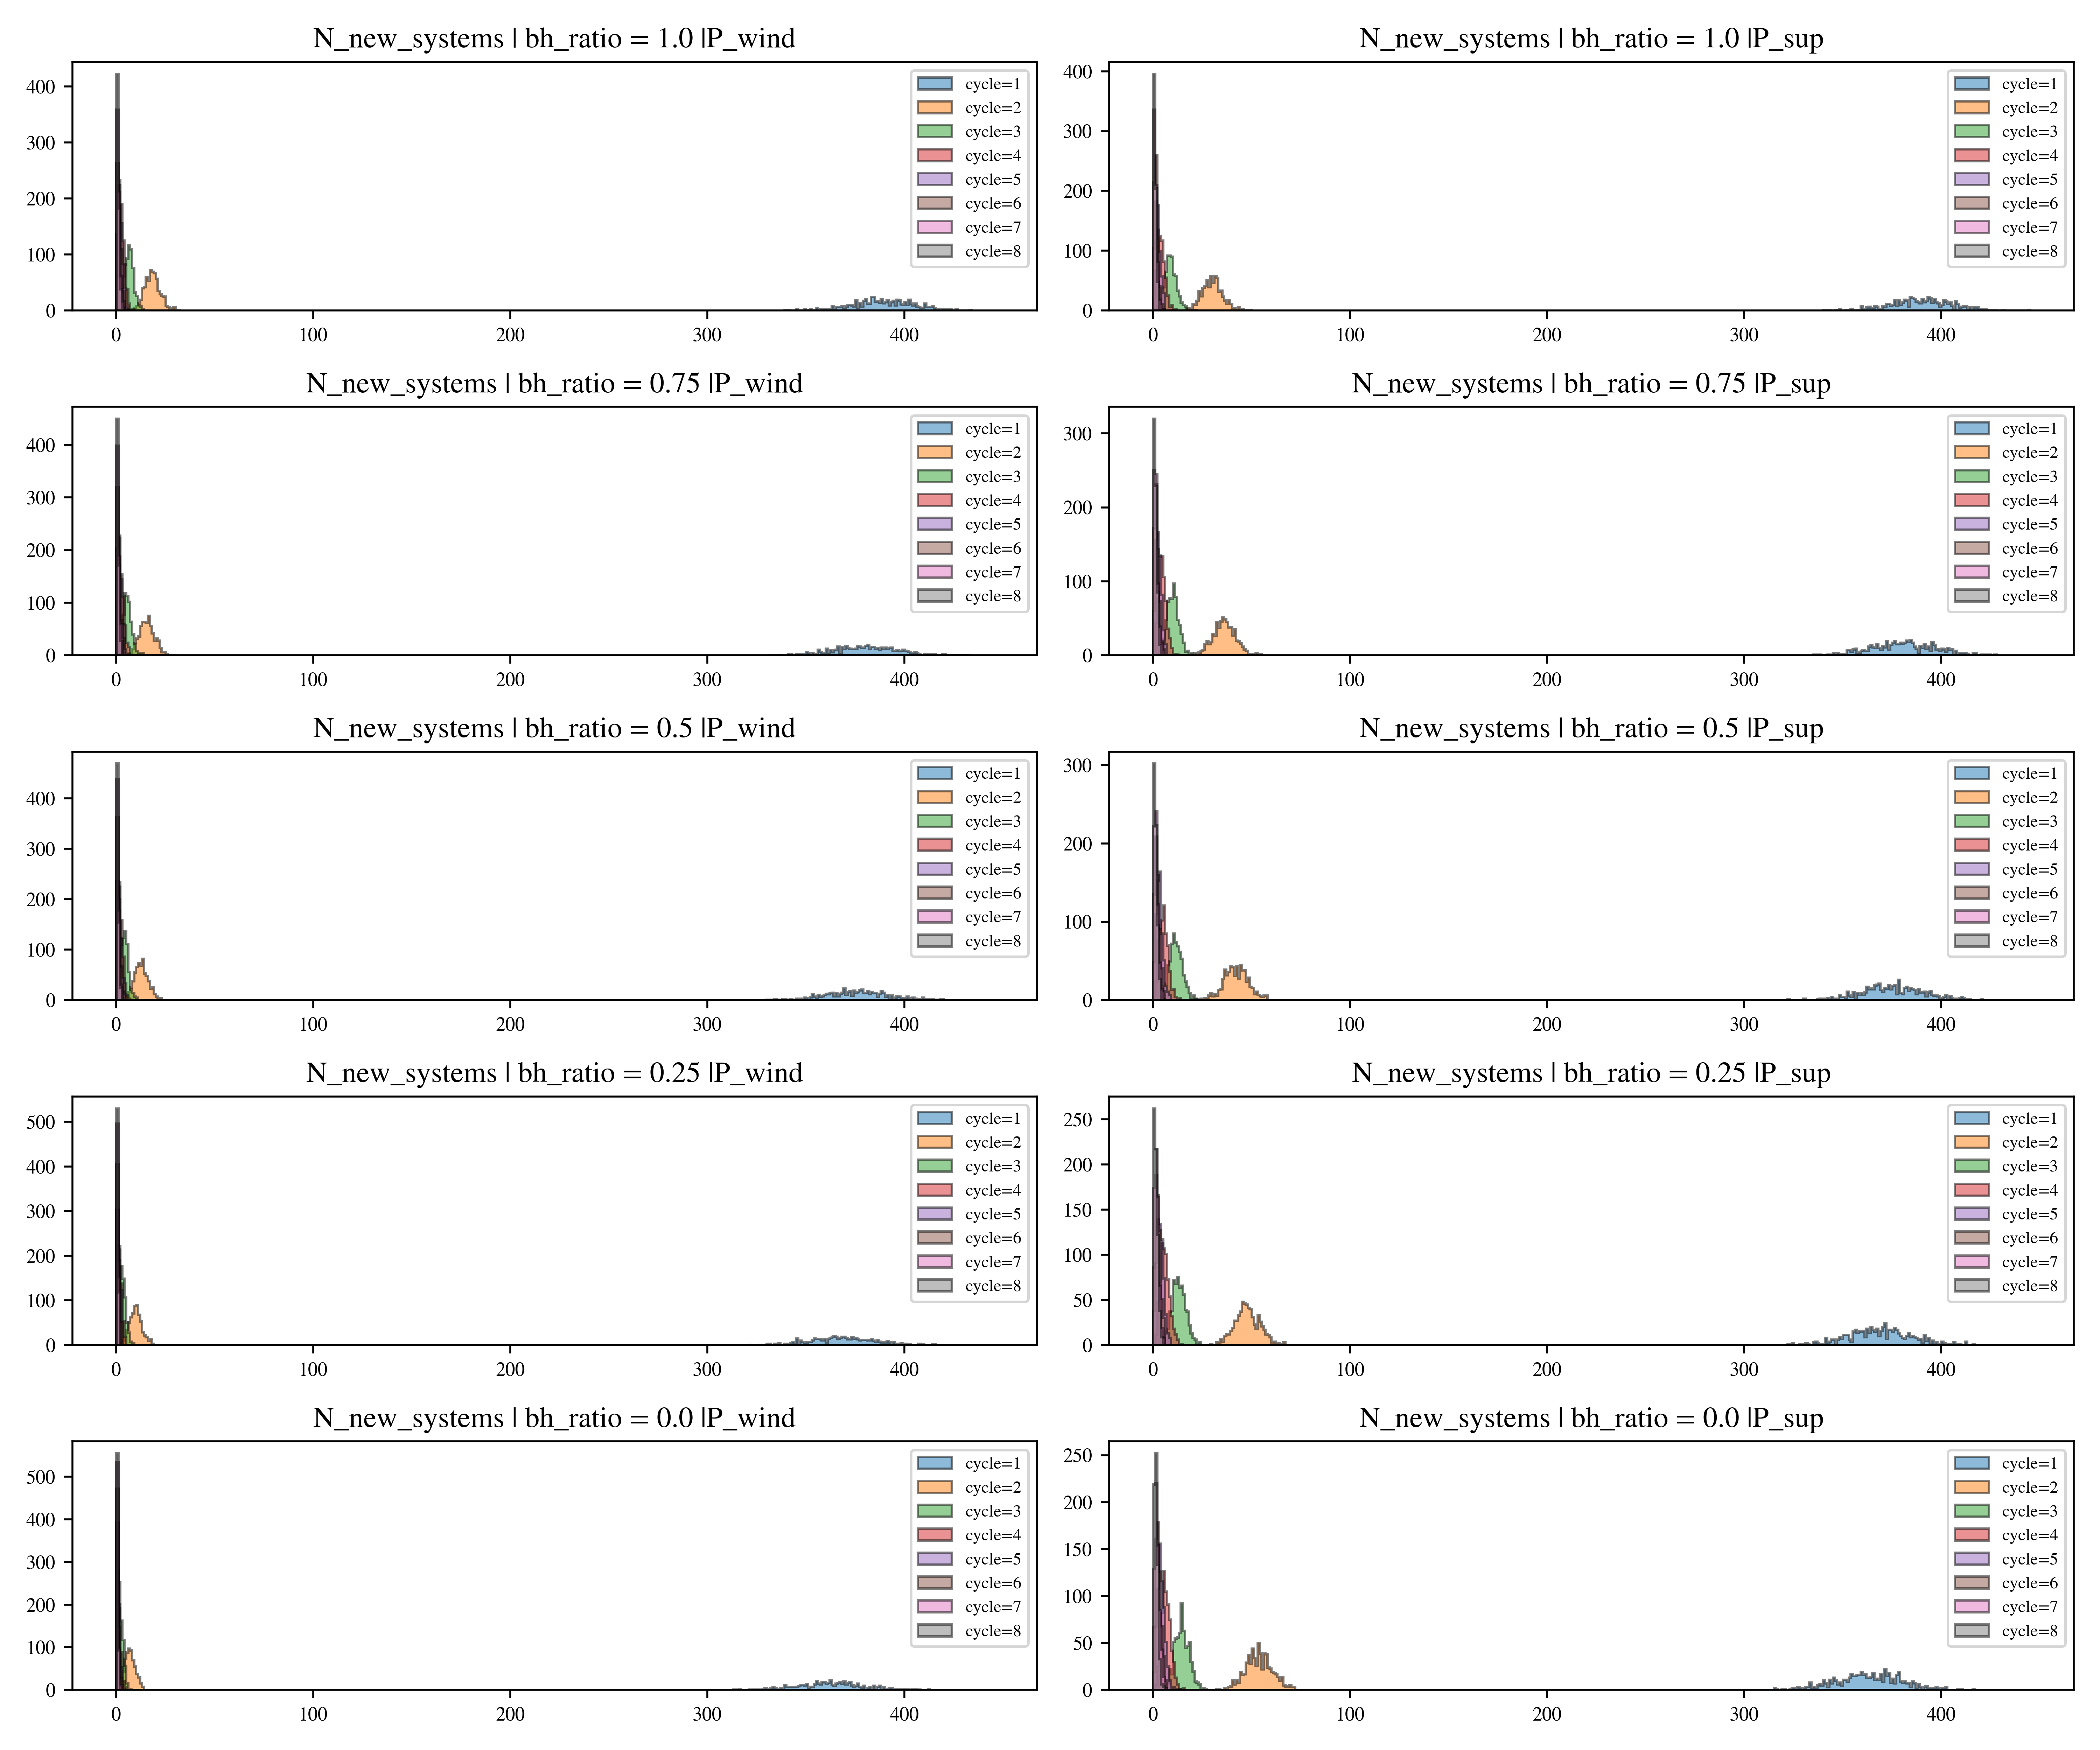 N_new_systems | bh_ratio = 1.0 |P_wind
400
300
200
100
0
0 100 200 300 400
cycle=1
cycle=2
cycle=3
cycle=4
cycle=5
cycle=6
cycle=7
cycle=8
N_new_systems | bh_ratio = 1.0 |P_sup
400
300
200
100
0
0 100 200 300 400
cycle=1
cycle=2
cycle=3
cycle=4
cycle=5
cycle=6
cycle=7
cycle=8
N_new_systems | bh_ratio = 0.75 |P_wind
400
300
200
100
0
0 100 200 300 400
cycle=1
cycle=2
cycle=3
cycle=4
cycle=5
cycle=6
cycle=7
cycle=8
N_new_systems | bh_ratio = 0.75 |P_sup
300
200
100
0
0 100 200 300 400
cycle=1
cycle=2
cycle=3
cycle=4
cycle=5
cycle=6
cycle=7
cycle=8
N_new_systems | bh_ratio = 0.5 |P_wind
400
300
200
100
0
0 100 200 300 400
cycle=1
cycle=2
cycle=3
cycle=4
cycle=5
cycle=6
cycle=7
cycle=8
N_new_systems | bh_ratio = 0.5 |P_sup
300
200
100
0
0 100 200 300 400
cycle=1
cycle=2
cycle=3
cycle=4
cycle=5
cycle=6
cycle=7
cycle=8
N_new_systems | bh_ratio = 0.25 |P_wind
500
400
300
200
100
0
0 100 200 300 400
cycle=1
cycle=2
cycle=3
cycle=4
cycle=5
cycle=6
cycle=7
cycle=8
N_new_systems | bh_ratio = 0.25 |P_sup
250
200
150
100
50
0
0 100 200 300 400
cycle=1
cycle=2
cycle=3
cycle=4
cycle=5
cycle=6
cycle=7
cycle=8
N_new_systems | bh_ratio = 0.0 |P_wind
500
400
300
200
100
0
0 100 200 300 400
cycle=1
cycle=2
cycle=3
cycle=4
cycle=5
cycle=6
cycle=7
cycle=8
N_new_systems | bh_ratio = 0.0 |P_sup
250
200
150
100
50
0
0 100 200 300 400
cycle=1
cycle=2
cycle=3
cycle=4
cycle=5
cycle=6
cycle=7
cycle=8